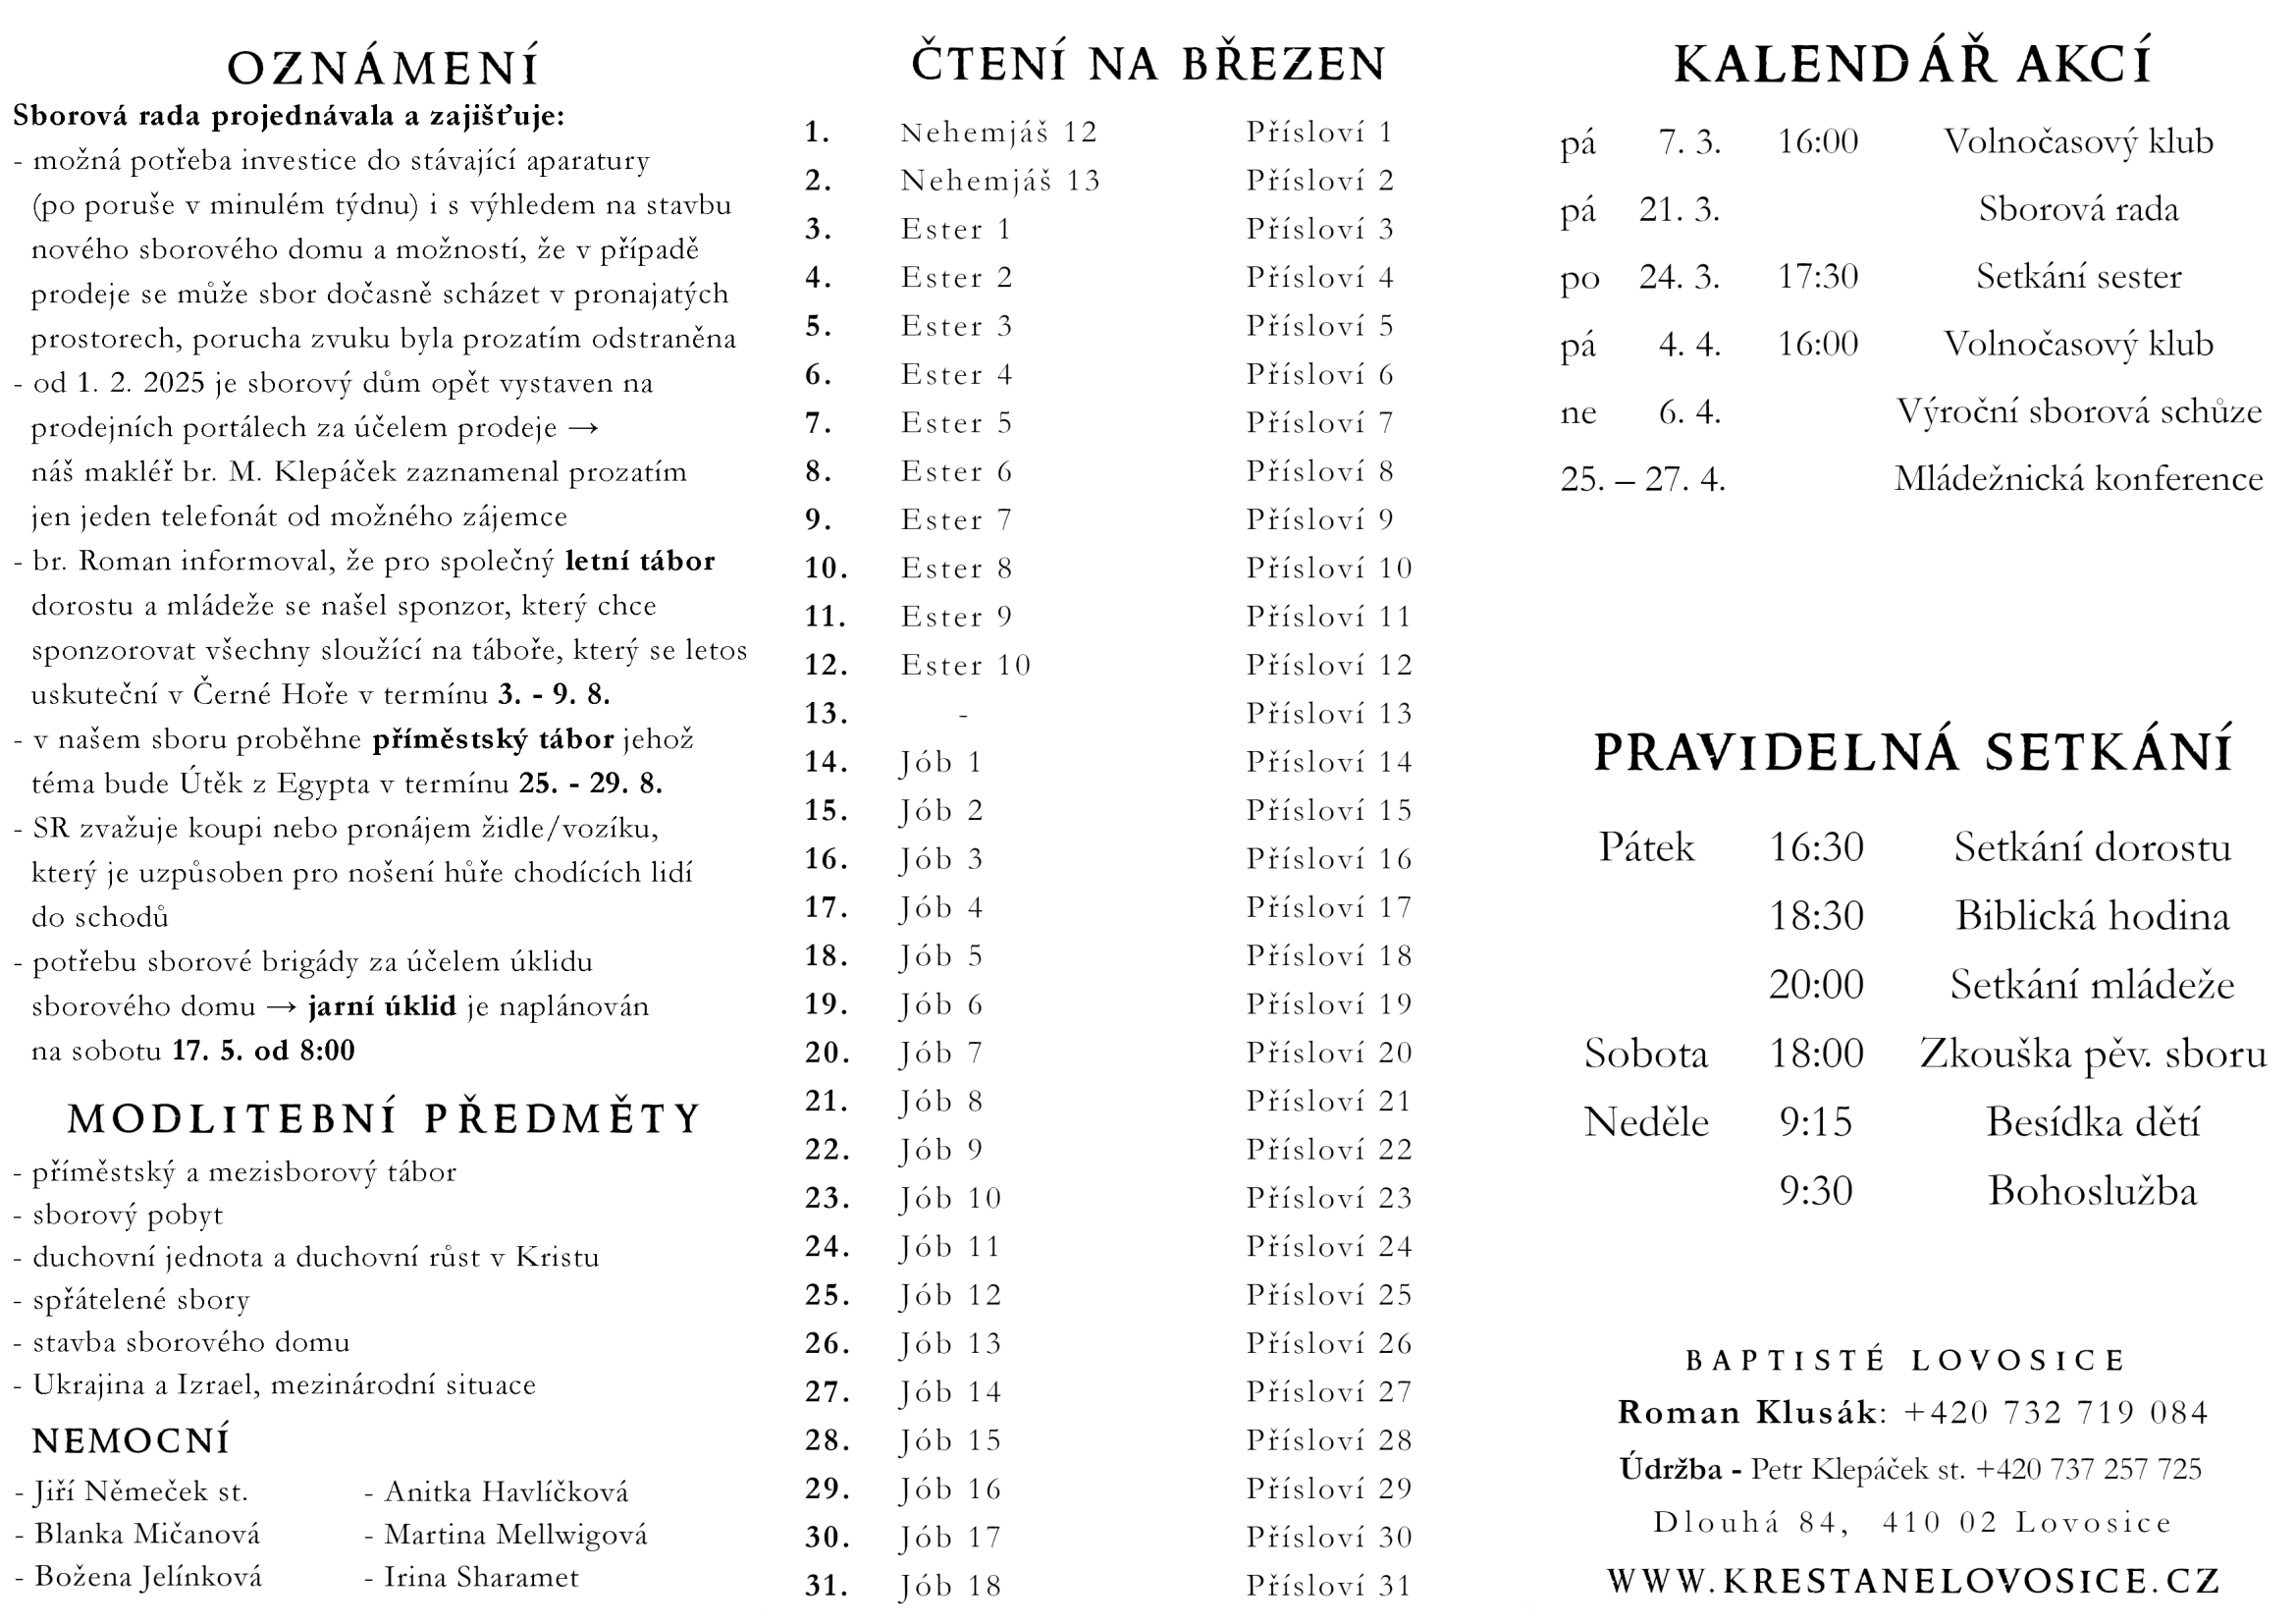 OZNÁMENÍ
Sborová rada projednávala a zajišťuje:
- možná potřeba investice do stávající aparatury
(po poruše v minulém týdnu) i s výhledem na stavbu
nového sborového domu a možností, že v případě
prodeje se může sbor dočasně scházet v pronajatých
prostorech, porucha zvuku byla prozatím odstraněna
- od 1. 2. 2025 je sborový dům opět vystaven na
prodejních portálech za účelem prodeje →
náš makléř br. M. Klepáček zaznamenal prozatím
jen jeden telefonát od možného zájemce
- br. Roman informoval, že pro společný letní tábor
dorostu a mládeže se našel sponzor, který chce
sponzorovat všechny sloužící na táboře, který se letos
uskuteční v Černé Hoře v termínu 3. - 9. 8.
- v našem sboru proběhne příměstský tábor jehož
téma bude Útěk z Egypta v termínu 25. - 29. 8.
- SR zvažuje koupi nebo pronájem židle/vozíku,
který je uzpůsoben pro nošení hůře chodících lidí
do schodů
- potřebu sborové brigády za účelem úklidu
sborového domu → jarní úklid je naplánován
na sobotu 17. 5. od 8:00
MODLITEBNÍ PŘEDMĚTY
- příměstský a mezisborový tábor
- sborový pobyt
- duchovní jednota a duchovní růst v Kristu
- spřátelené sbory
- stavba sborového domu
- Ukrajina a Izrael, mezinárodní situace
NEMOCNÍ
- Jiří Němeček st. - Anitka Havlíčková
- Blanka Mičanová - Martina Mellwigová
- Božena Jelínková - Irina Sharamet
ČTENÍ NA BŘEZEN
1. Nehemjáš 12 Přísloví 1
2. Nehemjáš 13 Přísloví 2
3. Ester 1 Přísloví 3
4. Ester 2 Přísloví 4
5. Ester 3 Přísloví 5
6. Ester 4 Přísloví 6
7. Ester 5 Přísloví 7
8. Ester 6 Přísloví 8
9. Ester 7 Přísloví 9
10. Ester 8 Přísloví 10
11. Ester 9 Přísloví 11
12. Ester 10 Přísloví 12
13. - Přísloví 13
14. Jób 1 Přísloví 14
15. Jób 2 Přísloví 15
16. Jób 3 Přísloví 16
17. Jób 4 Přísloví 17
18. Jób 5 Přísloví 18
19. Jób 6 Přísloví 19
20. Jób 7 Přísloví 20
21. Jób 8 Přísloví 21
22. Jób 9 Přísloví 22
23. Jób 10 Přísloví 23
24. Jób 11 Přísloví 24
25. Jób 12 Přísloví 25
26. Jób 13 Přísloví 26
27. Jób 14 Přísloví 27
28. Jób 15 Přísloví 28
29. Jób 16 Přísloví 29
30. Jób 17 Přísloví 30
31. Jób 18 Přísloví 31
KALENDÁŘ AKCÍ
pá 7. 3. 16:00 Volnočasový klub
pá 21. 3. Sborová rada
po 24. 3. 17:30 Setkání sester
pá 4. 4. 16:00 Volnočasový klub
ne 6. 4. Výroční sborová schůze
25. – 27. 4. Mládežnická konference
PRAVIDELNÁ SETKÁNÍ
Pátek 16:30 Setkání dorostu
18:30 Biblická hodina
20:00 Setkání mládeže
Sobota 18:00 Zkouška pěv. sboru
Neděle 9:15 Besídka dětí
9:30 Bohoslužba
BAPTISTÉ LOVOSICE
Roman Klusák: +420 732 719 084
Údržba - Petr Klepáček st. +420 737 257 725
Dlouhá 84, 410 02 Lovosice
WWW.KRESTANELOVOSICE.CZ